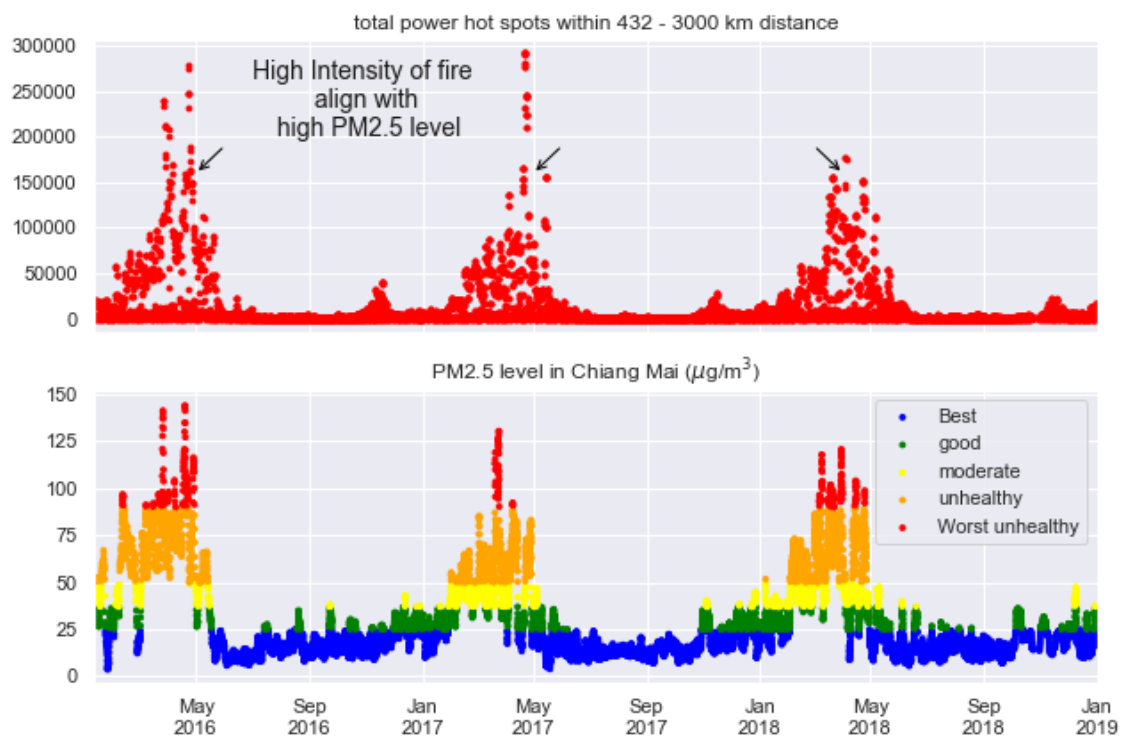 total power hot spots within 432 - 3000 km distance
300000
250000
200000
150000
100000
50000
0
High Intensity of fire
align with
high PM2.5 level
PM2.5 level in Chiang Mai (μg/m³)
150
125
100
75
50
25
0
Best
good
moderate
unhealthy
Worst unhealthy
May Sep Jan May Sep Jan May Sep Jan
2016 2016 2017 2017 2017 2018 2018 2018 2019